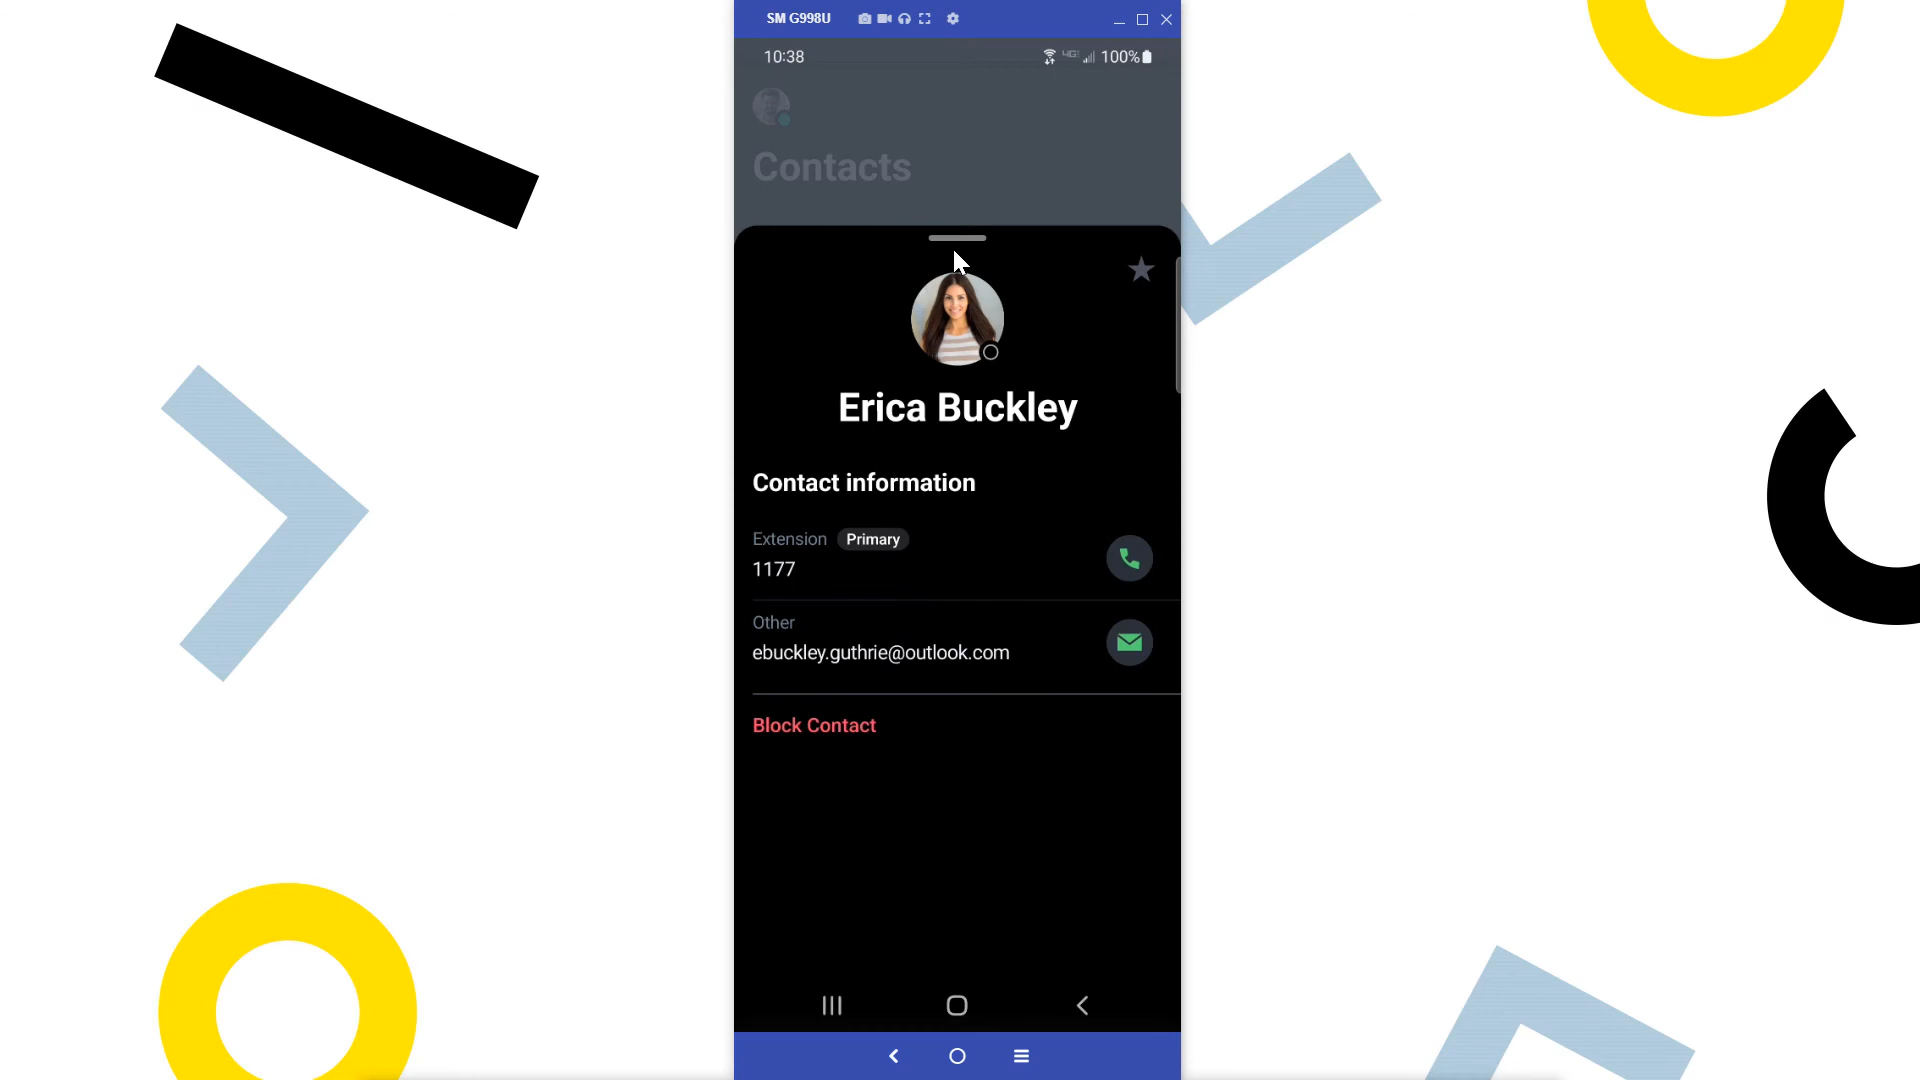 SM G998U
10:38
4GE 100%
Contacts
Erica Buckley
Contact information
Extension Primary
1177
Other
ebuckley.guthrie@outlook.com
Block Contact